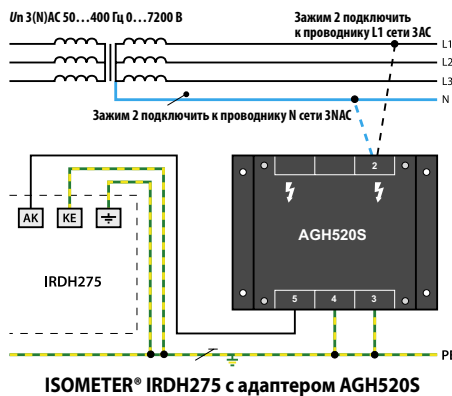 Un 3(N)AC 50…400 Гц 0…7200 В
Зажим 2 подключить
к проводнику L1 сети 3AC
L1
L2
L3
N
Зажим 2 подключить к проводнику N сети 3NAC
2
AK
KE
AGH520S
IRDH275
5
4
3
PE
ISOMETER® IRDH275 с адаптером AGH520S